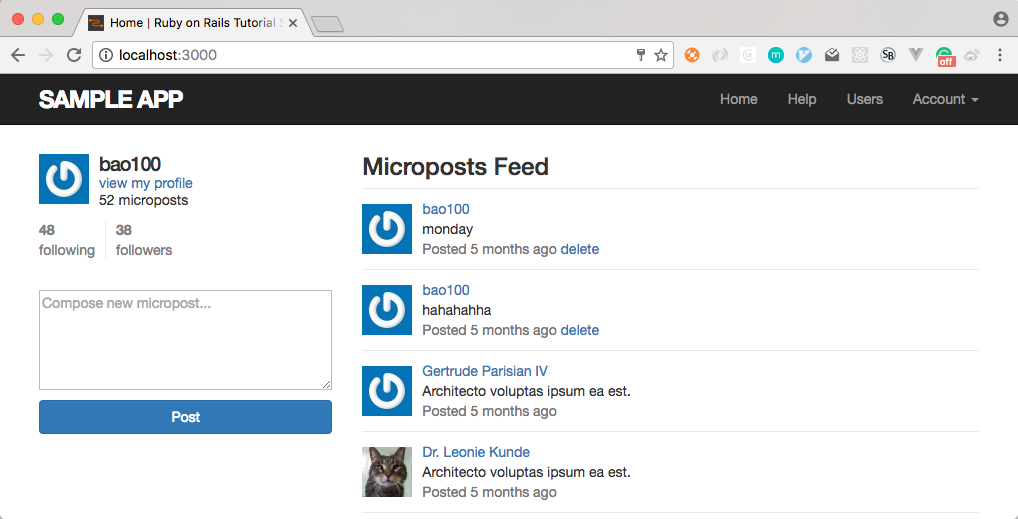 Home | Ruby on Rails Tutorial
localhost:3000
off
SAMPLE APP
Home
Help
Users
Account
bao100
view my profile
52 microposts
48
following
38
followers
Compose new micropost...
Post
Microposts Feed
bao100
monday
Posted 5 months ago delete
bao100
hahahahha
Posted 5 months ago delete
Gertrude Parisian IV
Architecto voluptas ipsum ea est.
Posted 5 months ago
Dr. Leonie Kunde
Architecto voluptas ipsum ea est.
Posted 5 months ago